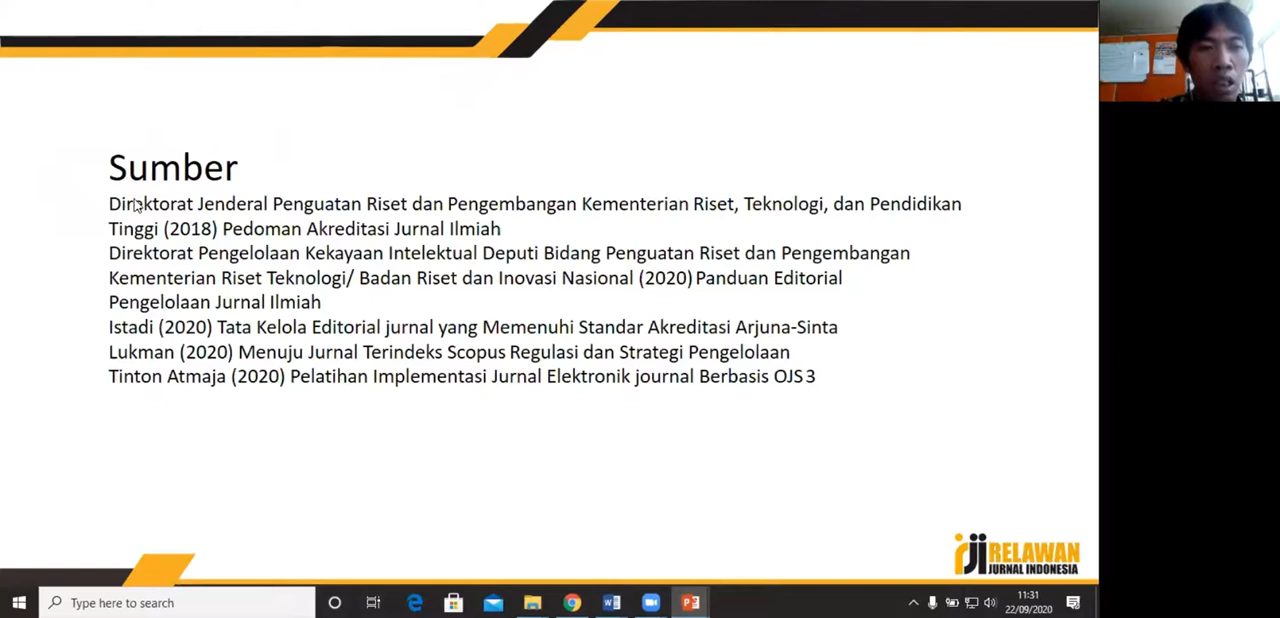 Sumber
Direktorat Jenderal Penguatan Riset dan Pengembangan Kementerian Riset, Teknologi, dan Pendidikan
Tinggi (2018) Pedoman Akreditasi Jurnal Ilmiah
Direktorat Pengelolaan Kekayaan Intelektual Deputi Bidang Penguatan Riset dan Pengembangan
Kementerian Riset Teknologi/ Badan Riset dan Inovasi Nasional (2020) Panduan Editorial
Pengelolaan Jurnal Ilmiah
Istadi (2020) Tata Kelola Editorial jurnal yang Memenuhi Standar Akreditasi Arjuna-Sinta
Lukman (2020) Menuju Jurnal Terindeks Scopus Regulasi dan Strategi Pengelolaan
Tinton Atmaja (2020) Pelatihan Implementasi Jurnal Elektronik journal Berbasis OJS 3
rji RELAWAN
JURNAL INDONESIA
Type here to search
11:31
22/09/2020